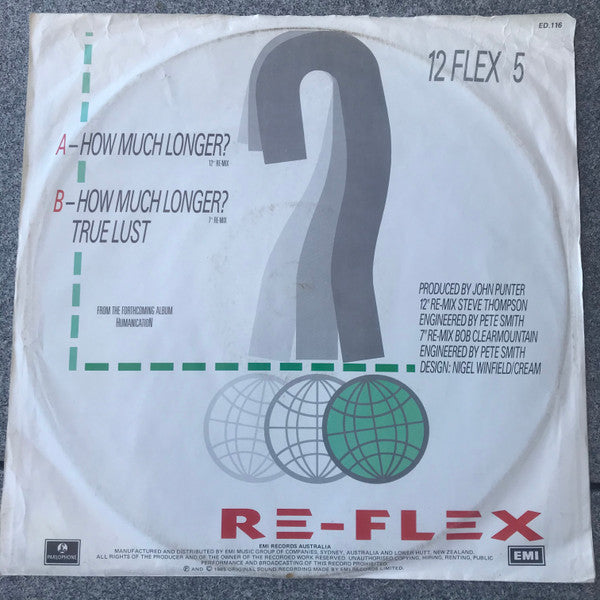 ED.116
12 FLEX 5
A – HOW MUCH LONGER?
12" RE-MIX
B – HOW MUCH LONGER?
7" RE-MIX
TRUE LUST
FROM THE FORTHCOMING ALBUM
HUMANICATION
PRODUCED BY JOHN PUNTER
12" RE-MIX STEVE THOMPSON
ENGINEERED BY PETE SMITH
7" RE-MIX BOB CLEARMOUNTAIN
ENGINEERED BY PETE SMITH
DESIGN: NIGEL WINFIELD/CREAM
RE-FLEX
PARLOPHONE
EMI RECORDS AUSTRALIA
MANUFACTURED AND DISTRIBUTED BY EMI MUSIC GROUP OF COMPANIES, SYDNEY, AUSTRALIA AND LOWER HUTT, NEW ZEALAND.
ALL RIGHTS OF THE PRODUCER AND OF THE OWNER OF THE RECORDED WORK RESERVED. UNAUTHORISED COPYING, HIRING, RENTING, PUBLIC
PERFORMANCE AND BROADCASTING OF THIS RECORD PROHIBITED.
℗ AND © 1985 ORIGINAL SOUND RECORDING MADE BY EMI RECORDS LIMITED.
EMI